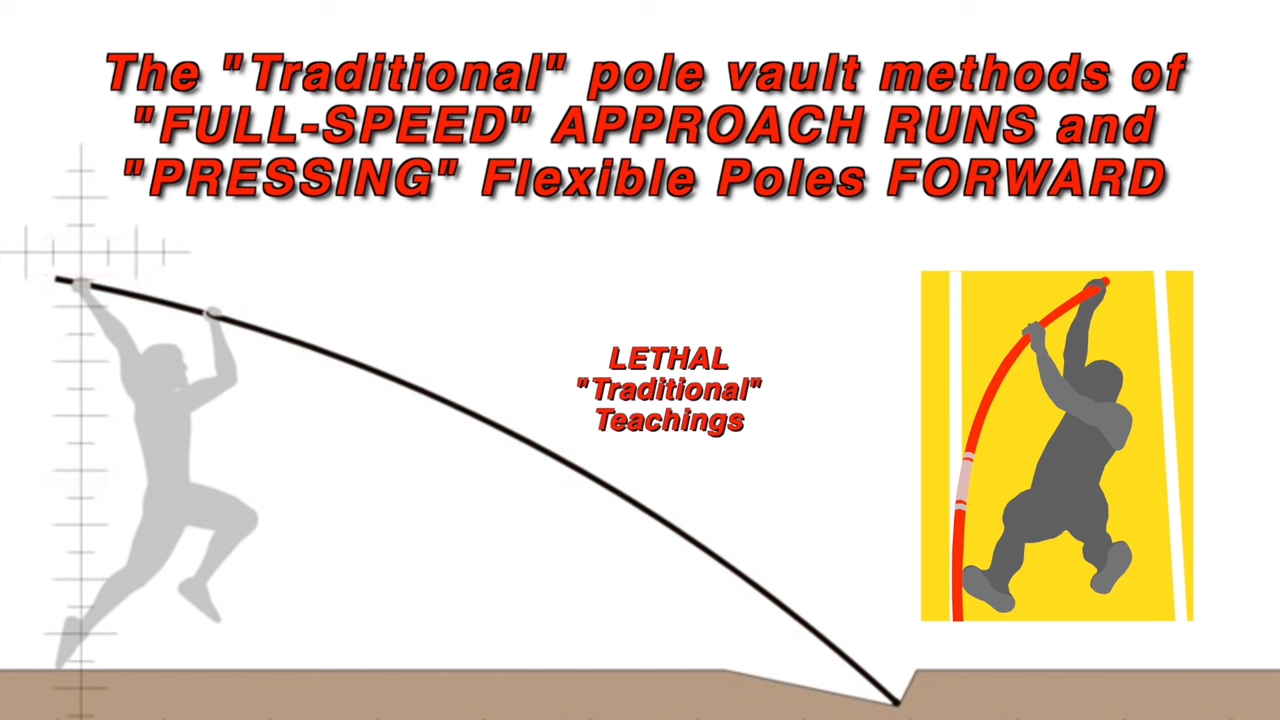 The "Traditional" pole vault methods of
"FULL-SPEED" APPROACH RUNS and
"PRESSING" Flexible Poles FORWARD
LETHAL
"Traditional"
Teachings